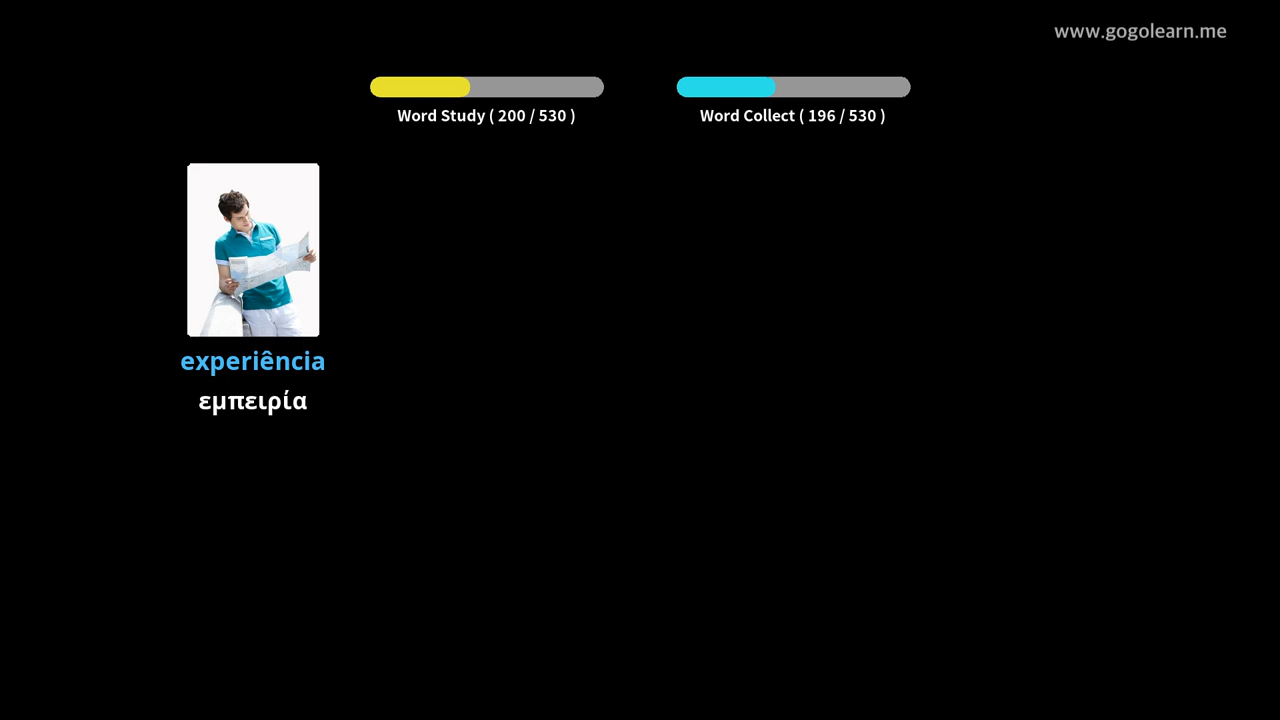 www.gogolearn.me
Word Study ( 200 / 530 )
Word Collect ( 196 / 530 )
experiência
εμπειρία